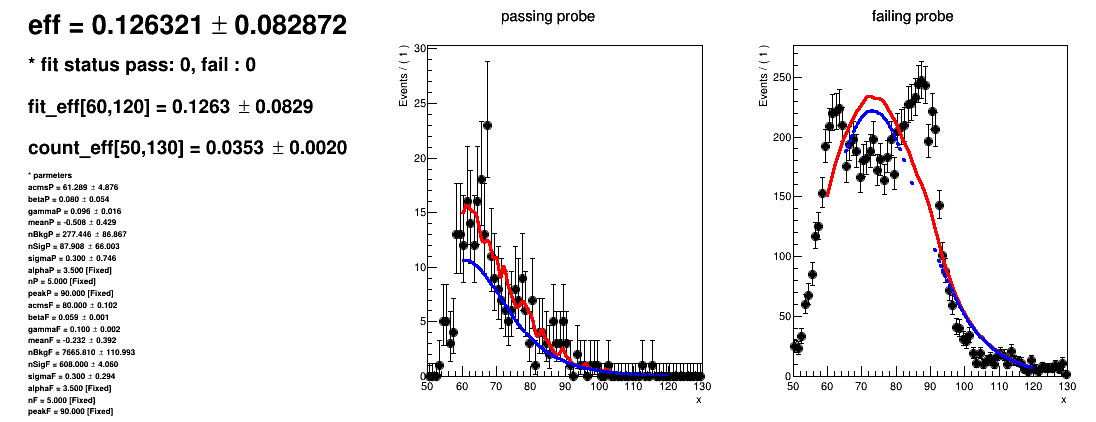 eff = 0.126321 ± 0.082872
* fit status pass: 0, fail : 0
fit_eff[60,120] = 0.1263 ± 0.0829
count_eff[50,130] = 0.0353 ± 0.0020
* parmeters
acmsP = 61.289 ± 4.876
betaP = 0.080 ± 0.054
gammaP = 0.096 ± 0.016
meanP = -0.508 ± 0.429
nBkgP = 277.446 ± 86.867
nSigP = 87.908 ± 66.003
sigmaP = 0.300 ± 0.746
alphaP = 3.500 [Fixed]
nP = 5.000 [Fixed]
peakP = 90.000 [Fixed]
acmsF = 80.000 ± 0.102
betaF = 0.059 ± 0.001
gammaF = 0.100 ± 0.002
meanF = -0.232 ± 0.392
nBkgF = 7665.810 ± 110.993
nSigF = 608.000 ± 4.060
sigmaF = 0.300 ± 0.294
alphaF = 3.500 [Fixed]
nF = 5.000 [Fixed]
peakF = 90.000 [Fixed]
passing probe
Events / ( 1 )
30
25
20
15
10
5
0
50 60 70 80 90 100 110 120 130
x
failing probe
Events / ( 1 )
250
200
150
100
50
0
50 60 70 80 90 100 110 120 130
x